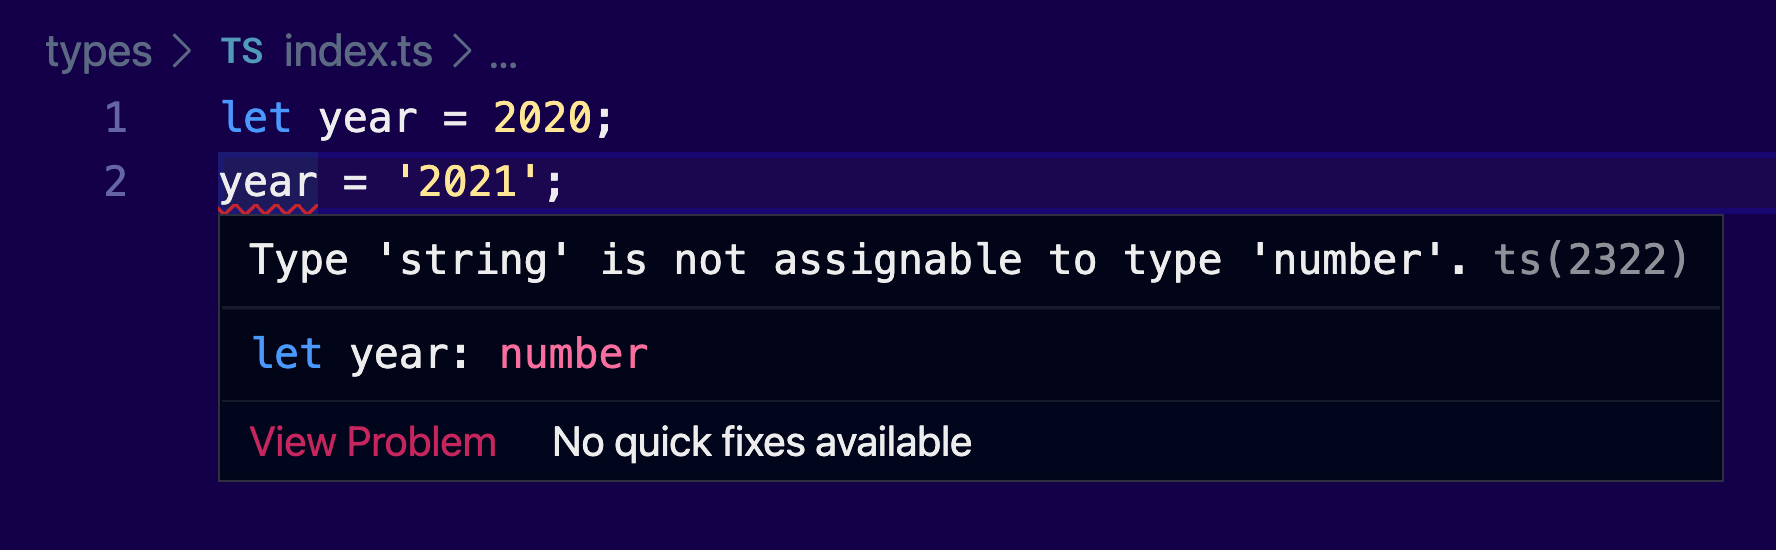 types > TS index.ts > ...
1 let year = 2020;
2 year = '2021';
Type 'string' is not assignable to type 'number'. ts(2322)
let year: number
View Problem No quick fixes available